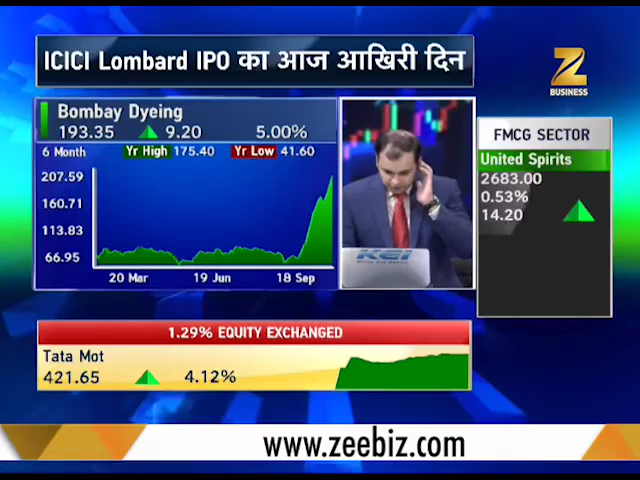 ICICI Lombard IPO का आज आखिरी दिन
Z
BUSINESS
Bombay Dyeing
193.35 9.20 5.00%
6 Month Yr High 175.40 Yr Low 41.60
207.59
160.71
113.83
66.95
20 Mar 19 Jun 18 Sep
KCI
FMCG SECTOR
United Spirits
2683.00
0.53%
14.20
1.29% EQUITY EXCHANGED
Tata Mot
421.65 4.12%
www.zeebiz.com